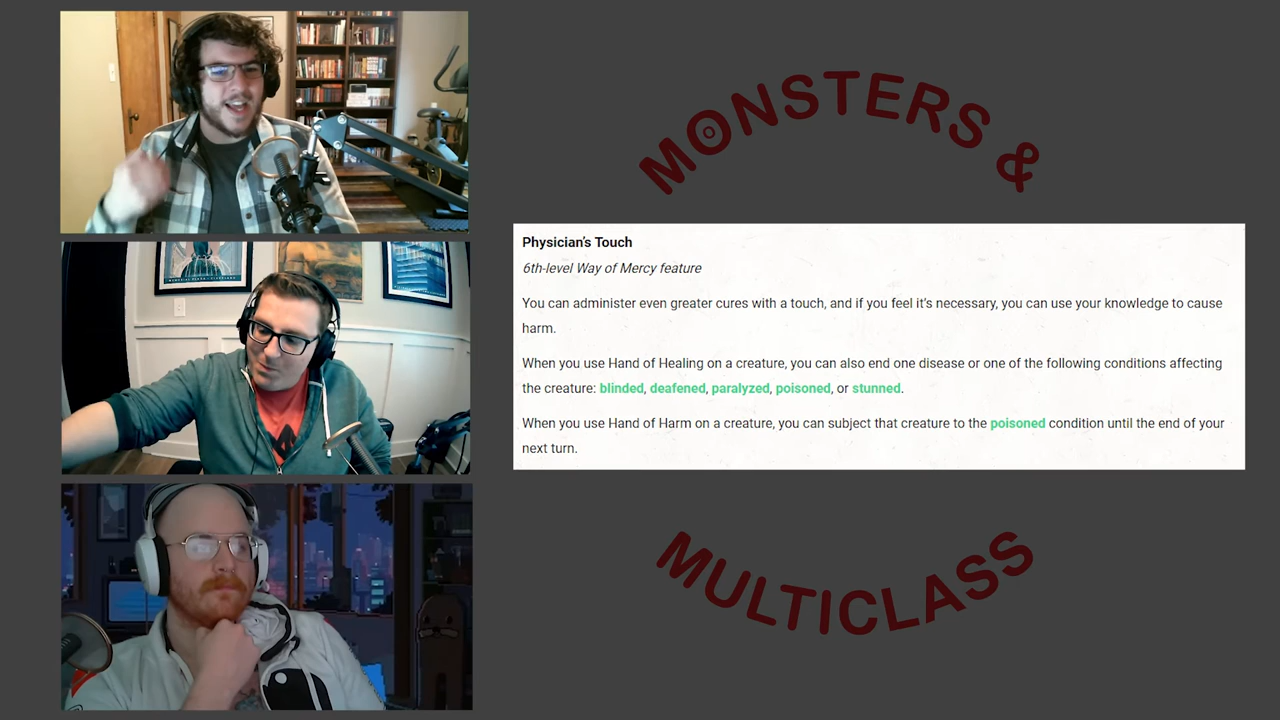 MONSTERS &
Physician's Touch
6th-level Way of Mercy feature
You can administer even greater cures with a touch, and if you feel it's necessary, you can use your knowledge to cause
harm.
When you use Hand of Healing on a creature, you can also end one disease or one of the following conditions affecting
the creature: blinded, deafened, paralyzed, poisoned, or stunned.
When you use Hand of Harm on a creature, you can subject that creature to the poisoned condition until the end of your
next turn.
MULTICLASS